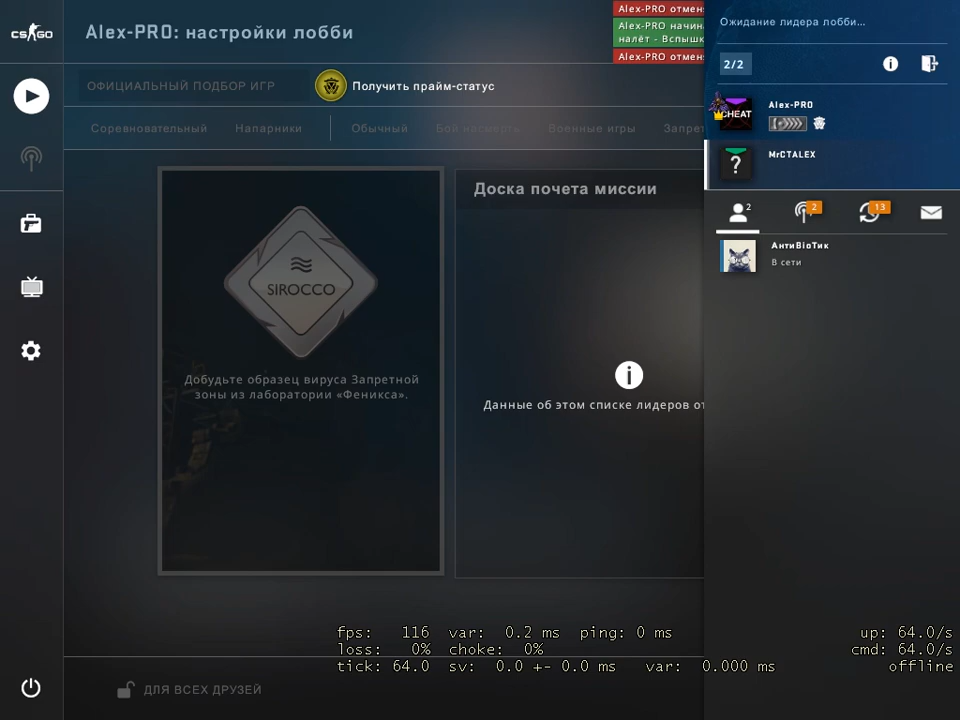 CS GO
Alex-PRO: настройки лобби
Alex-PRO отмен
Alex-PRO начин
налёт - Вспышк
Alex-PRO отмен
Ожидание лидера лобби...
2/2
ОФИЦИАЛЬНЫЙ ПОДБОР ИГР
Получить прайм-статус
CHEAT
Alex-PRO
?
MrCTALEX
Соревновательный
Напарники
Обычный
Бой насмерть
Военные игры
Запрет
Доска почета миссии
2
2
13
АнтиBioТик
В сети
SIROCCO
Добудьте образец вируса Запретной
зоны из лаборатории «Феникса».
Данные об этом списке лидеров от
fps: 116 var: 0.2 ms ping: 0 ms
loss: 0% choke: 0%
tick: 64.0 sv: 0.0 +- 0.0 ms var: 0.000 ms
up: 64.0/s
cmd: 64.0/s
offline
ДЛЯ ВСЕХ ДРУЗЕЙ